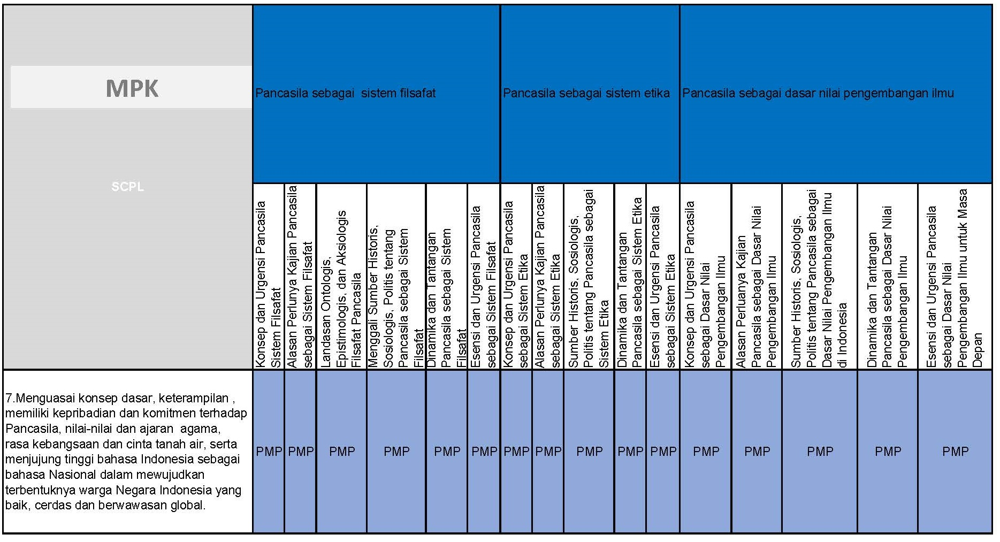 MPK
SCPL
Pancasila sebagai  sistem filsafat
Pancasila sebagai sistem etika
Pancasila sebagai dasar nilai pengembangan ilmu
Konsep dan Urgensi Pancasila
Sistem Filsafat
Alasan Perlunya Kajian Pancasila
sebagai Sistem Filsafat
Landasan Ontologis,
Epistimologis, dan Aksiologis
Filsafat Pancasila
Menggali Sumber Historis,
Sosiologis, Politis tentang
Pancasila sebagai Sistem
Filsafat
Dinamika dan Tantangan
Pancasila sebagai Sistem
Filsafat
Esensi dan Urgensi Pancasila
sebagai Sistem Filsafat
Konsep dan Urgensi Pancasila
sebagai Sistem Etika
Alasan Perlunya Kajian Pancasila
sebagai Sistem Etika
Sumber Historis, Sosiologis,
Politis tentang Pancasila sebagai
Sistem Etika
Dinamika dan Tantangan
Pancasila sebagai Sistem Etika
Esensi dan Urgensi Pancasila
sebagai Sistem Etika
Konsep dan Urgensi Pancasila
sebagai Dasar Nilai
Pengembangan Ilmu
Alasan Perluanya Kajian
Pancasila sebagai Dasar Nilai
Pengembangan Ilmu
Sumber Historis, Sosiologis,
Politis tentang Pancasila sebagai
Dasar Nilai Pengembangan Ilmu
di Indonesia
Dinamika dan Tantangan
Pancasila sebagai Dasar Nilai
Pengembangan Ilmu
Esensi dan Urgensi Pancasila
sebagai Dasar Nilai
Pengembangan Ilmu untuk Masa
Depan
7.Menguasai konsep dasar, keterampilan ,
memiliki kepribadian dan komitmen terhadap
Pancasila, nilai-nilai dan ajaran  agama,
rasa kebangsaan dan cinta tanah air, serta
menjujung tinggi bahasa Indonesia sebagai
bahasa Nasional dalam mewujudkan
terbentuknya warga Negara Indonesia yang
baik, cerdas dan berwawasan global.
PMP PMP PMP PMP PMP PMP PMP PMP PMP PMP PMP PMP PMP PMP PMP PMP